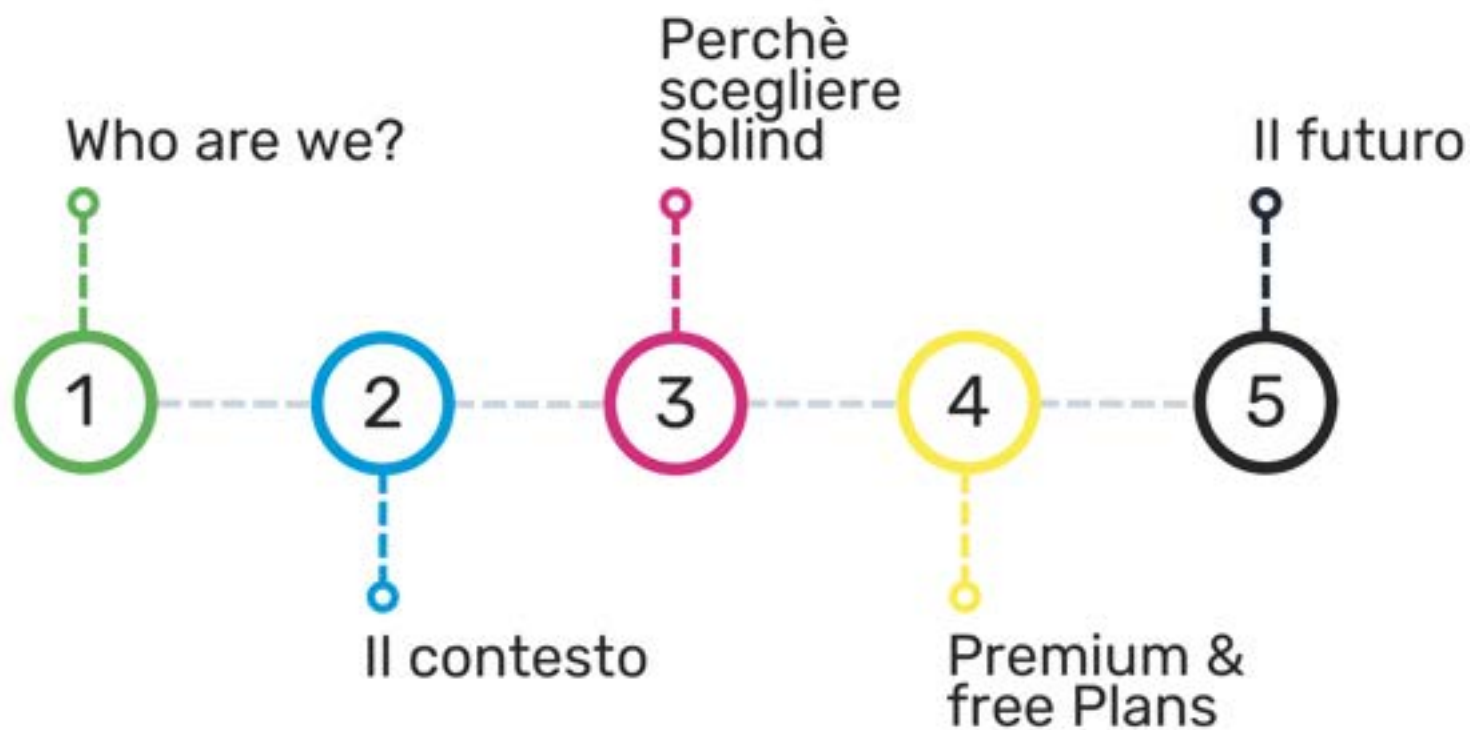 Who are we?
Perchè
scegliere
Sblind
Il futuro
1
2
3
4
5
Il contesto
Premium &
free Plans